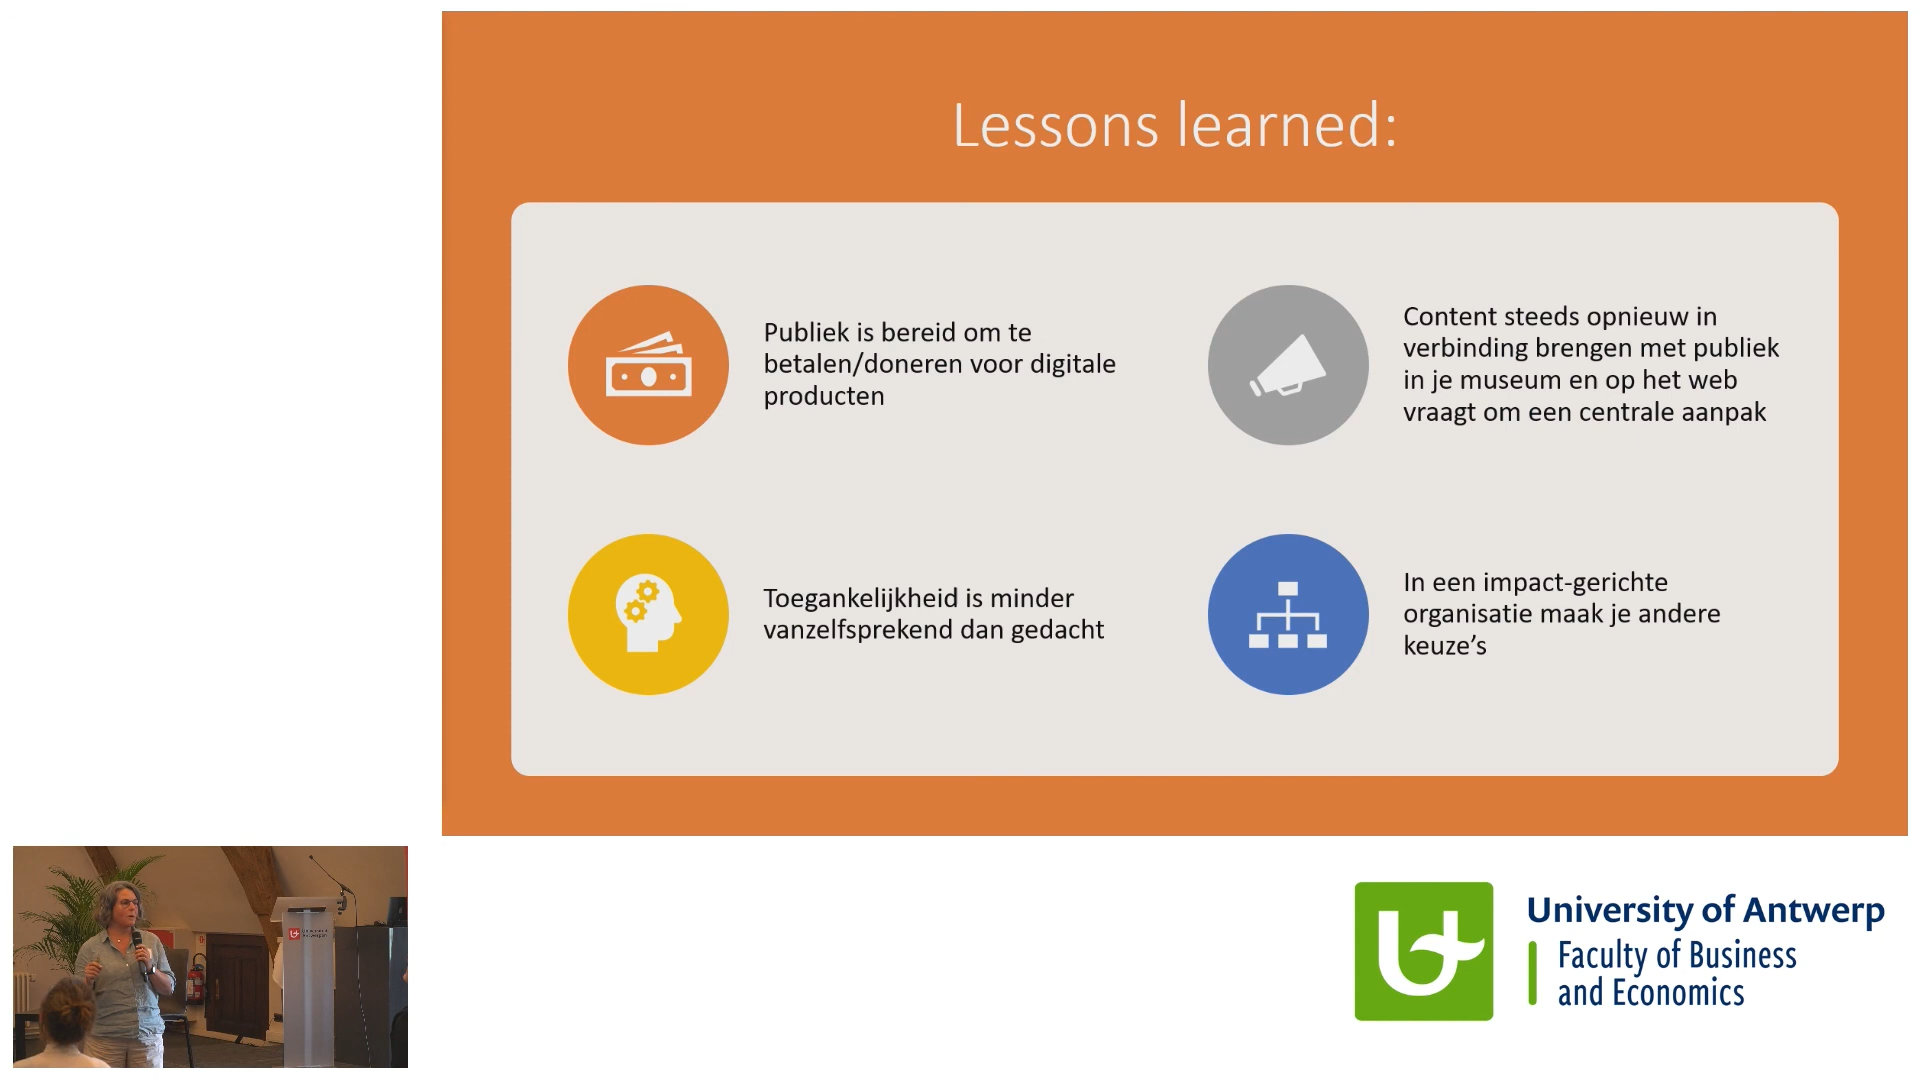 Lessons learned:
Publiek is bereid om te
betalen/doneren voor digitale
producten
Content steeds opnieuw in
verbinding brengen met publiek
in je museum en op het web
vraagt om een centrale aanpak
Toegankelijkheid is minder
vanzelfsprekend dan gedacht
In een impact-gerichte
organisatie maak je andere
keuze's
University of Antwerp
Faculty of Business
and Economics